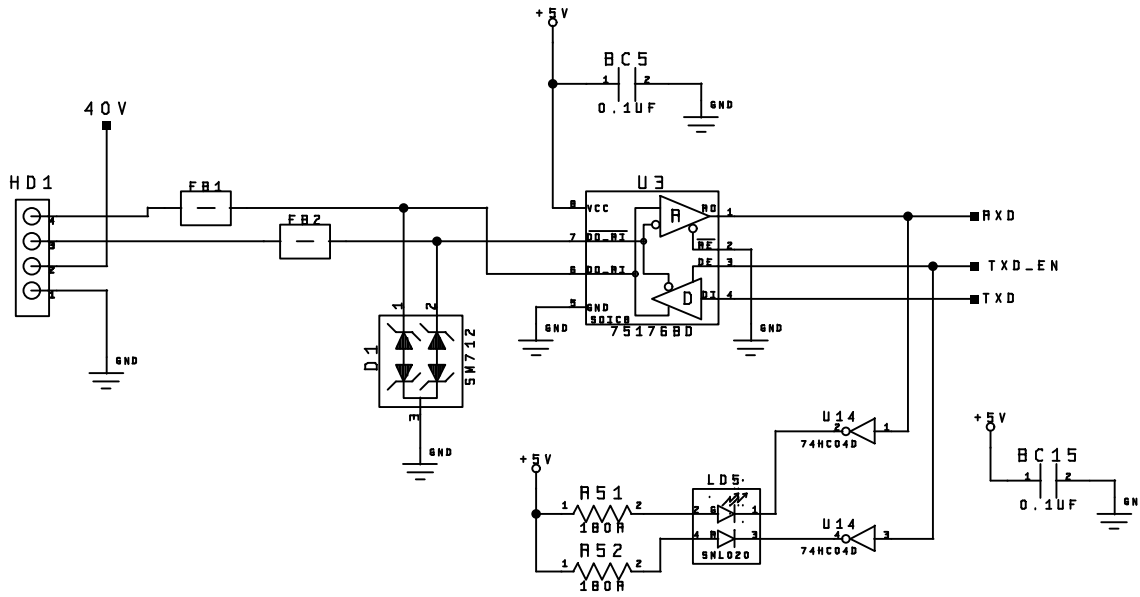 +5V
BC5
1 2
0.1UF
GND
40V
HD1
FB1
FB2
4
3
2
1
GND
U3
8 VCC
RO 1
R
7 DO_RI
RE 2
6 DO_RI
DE 3
D
DI 4
5 GND
SOIC8
75176BD
GND
GND
RXD
TXD_EN
TXD
1 2
D1
SM712
3
GND
+5V
R51
1 2
180R
R52
1 2
180R
LD5
2 G 1
4 R 3
SNL020
U14
2 1
74HC04D
U14
4 3
74HC04D
+5V
BC15
1 2
0.1UF
GN